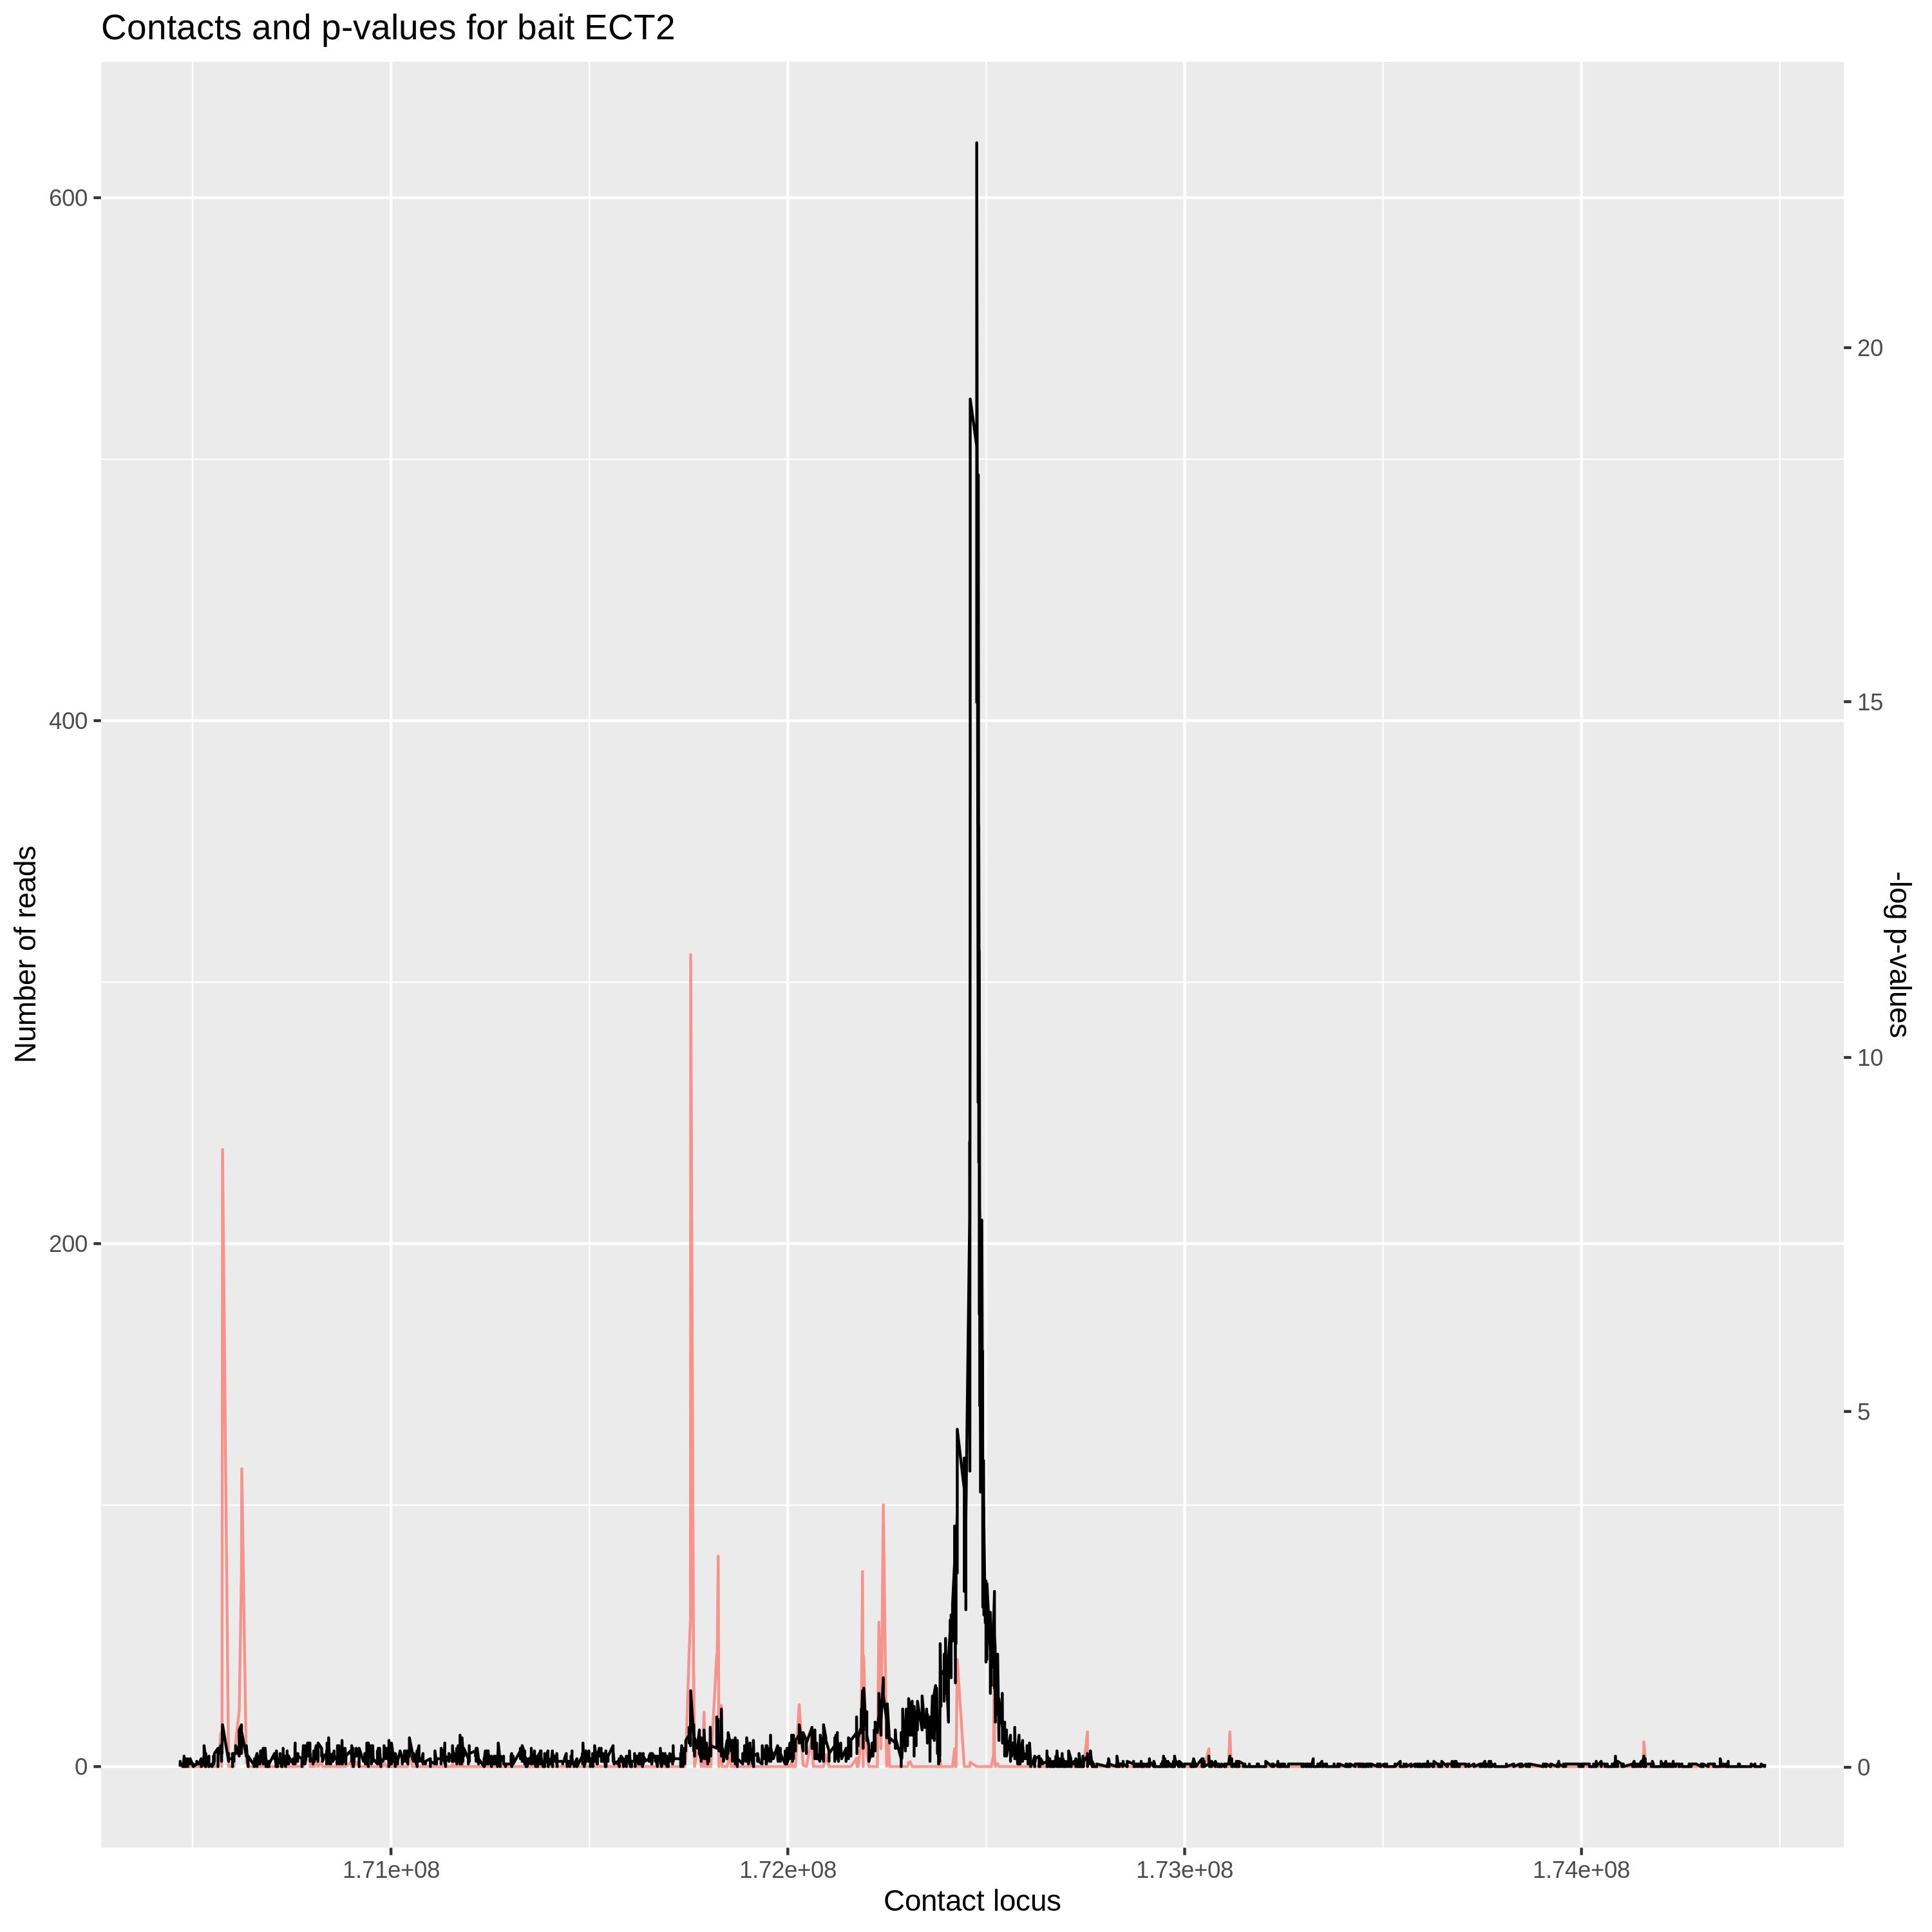 Contacts and p-values for bait ECT2
Number of reads
600
400
200
0
20
15
10
5
0
-log p-values
1.71e+08
1.72e+08
1.73e+08
1.74e+08
Contact locus